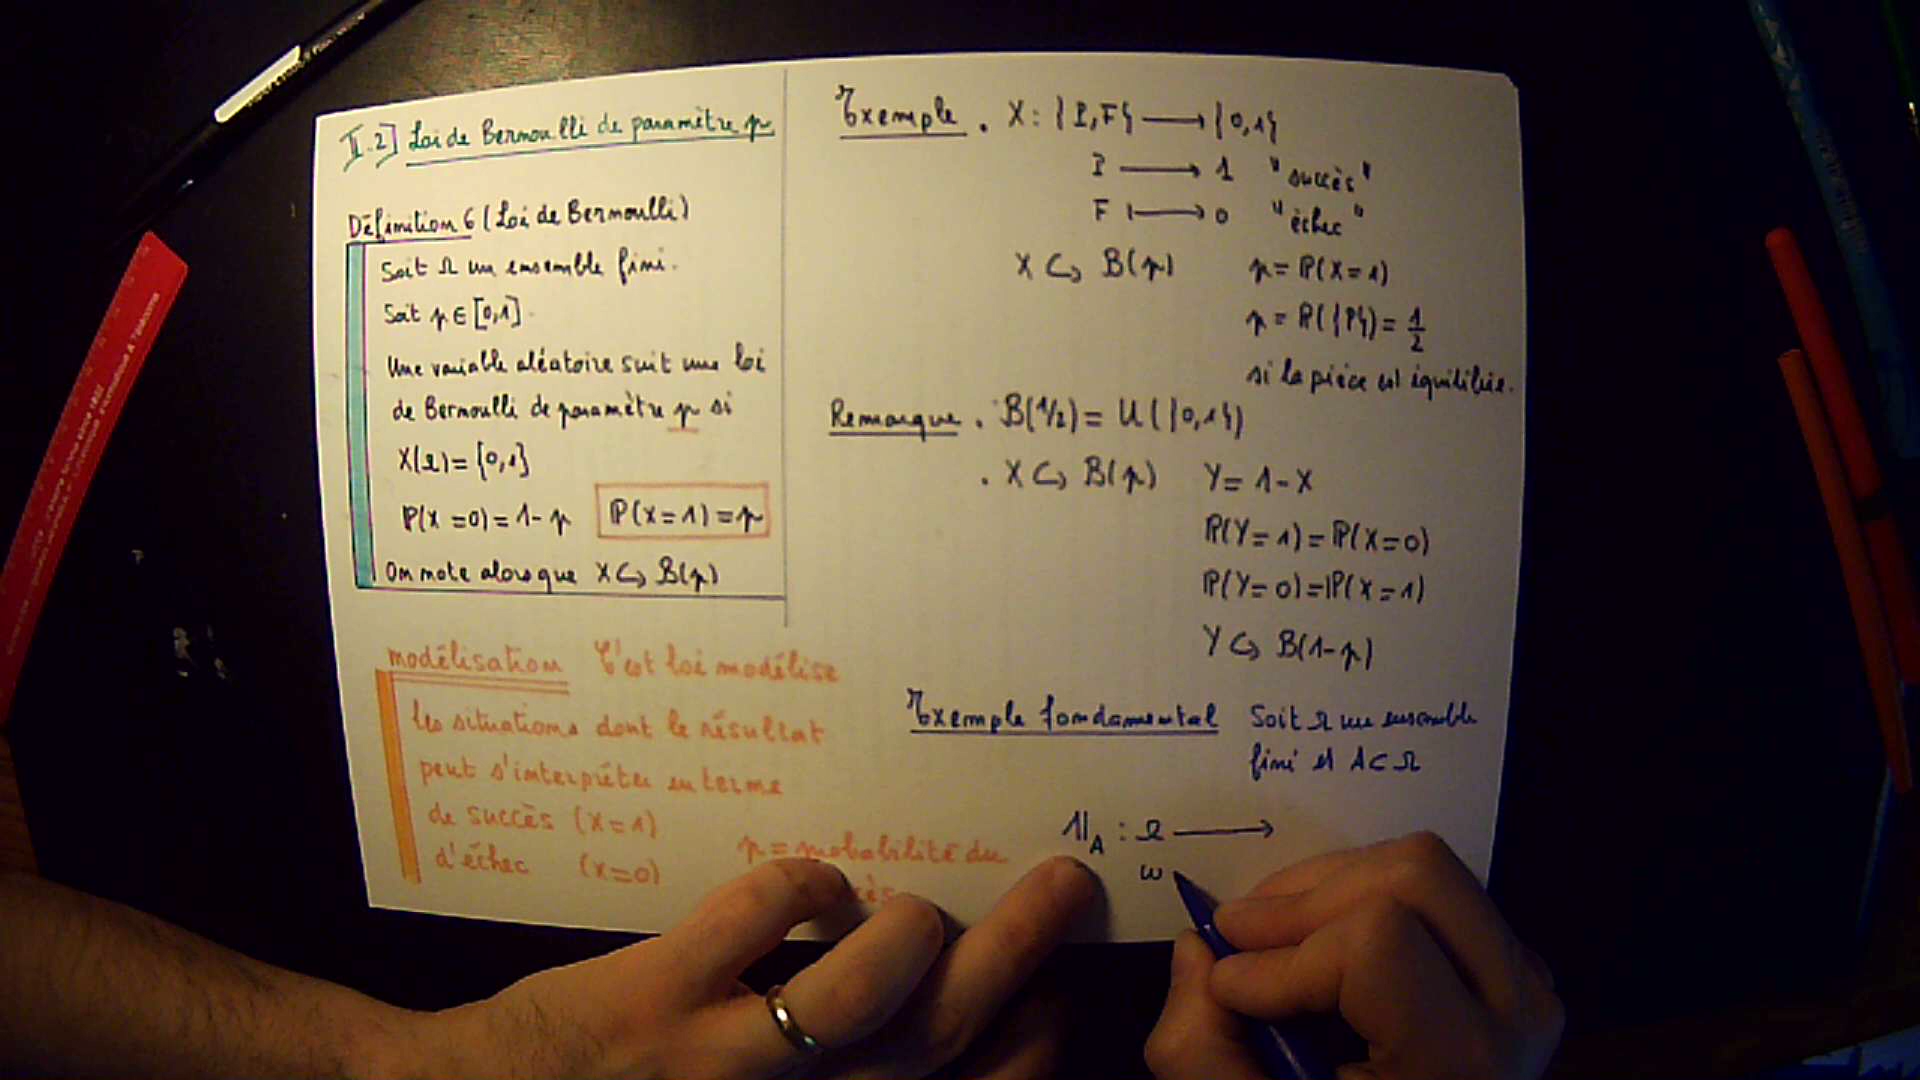 II.2] Loi de Bernoulli de paramètre p
Définition 6 (Loi de Bernoulli)
Soit Ω un ensemble fini.
Soit p ∈ [0,1].
Une variable aléatoire suit une loi
de Bernoulli de paramètre p si
X(Ω) = {0,1}
P(X = 0) = 1 - p P(X = 1) = p
On note alors que X ↪ B(p)
modélisation C'est loi modélise
les situations dont le résultat
peut s'interpréter en terme
de succès (X = 1)
d'échec (X = 0)
p = probabilité du
Exemple . X : {P,F} ⟶ {0,1}
P ⟶ 1 "succès"
F ⟼ 0 "échec"
X ↪ B(p) p = P(X = 1)
p = P({P}) = 1/2
si la pièce est équilibrée.
Remarque . B(1/2) = U({0,1})
. X ↪ B(p) Y = 1 - X
P(Y = 1) = P(X = 0)
P(Y = 0) = P(X = 1)
Y ↪ B(1-p)
Exemple fondamental Soit Ω un ensemble
fini et A ⊂ Ω
𝟙_A : Ω ⟶
ω